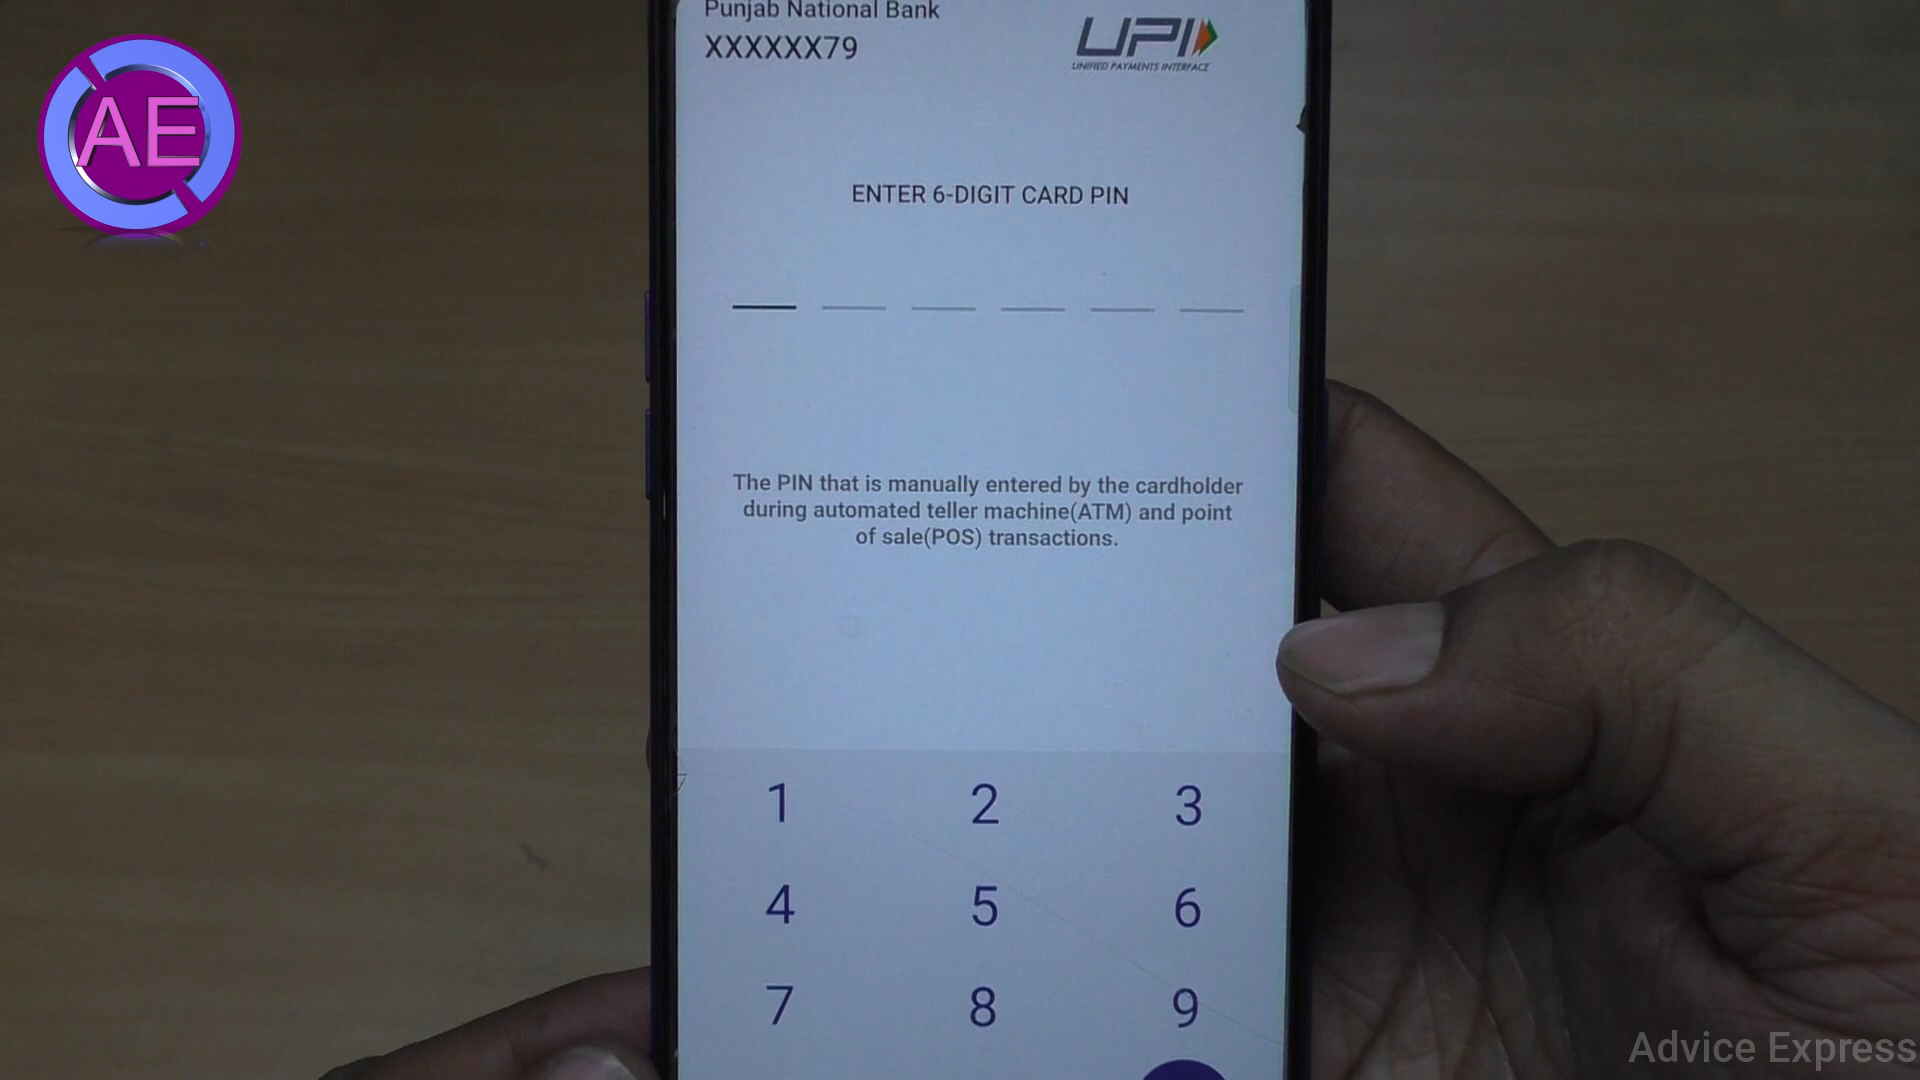 AE
Punjab National Bank
XXXXXX79
UPI
UNIFIED PAYMENTS INTERFACE
ENTER 6-DIGIT CARD PIN
The PIN that is manually entered by the cardholder
during automated teller machine(ATM) and point
of sale(POS) transactions.
1 2 3
4 5 6
7 8 9
Advice Express